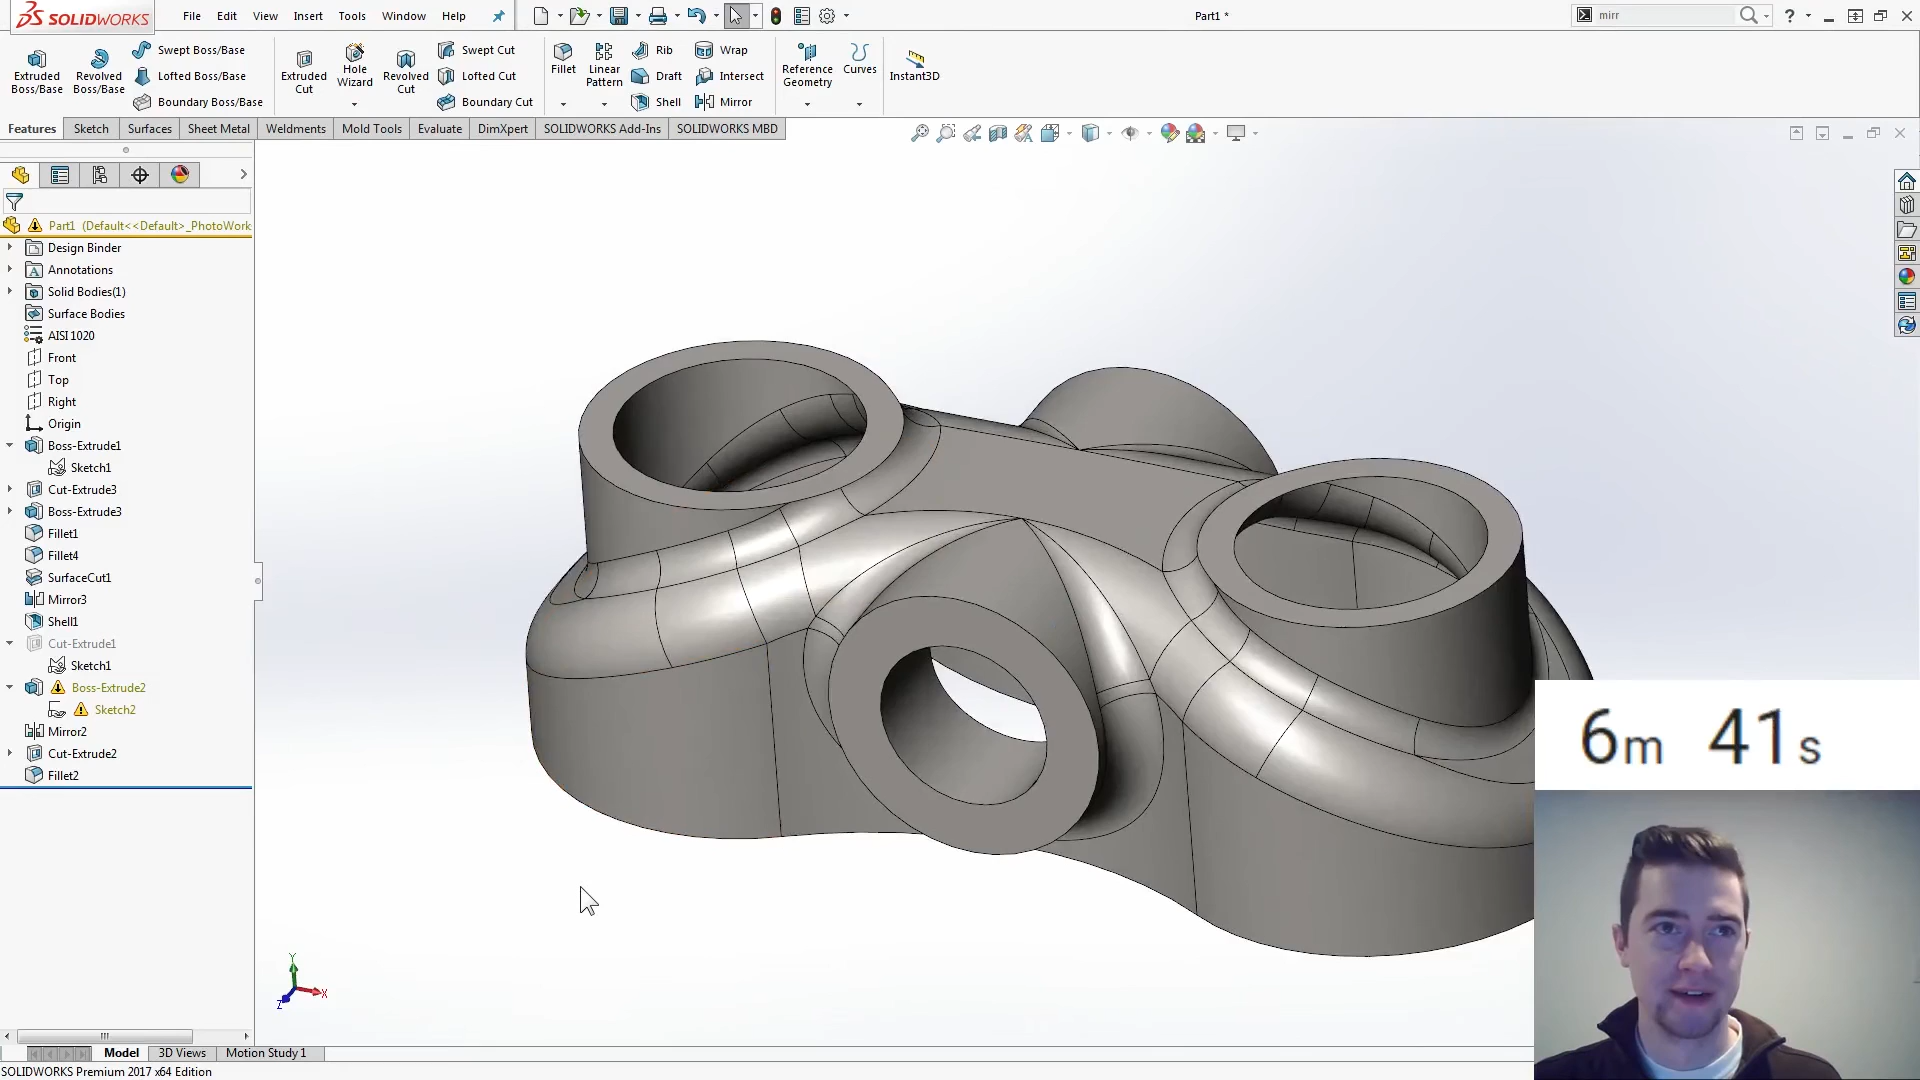 SOLIDWORKS File Edit View Insert Tools Window Help Part1 * mirr ?
Extruded Boss/Base
Revolved Boss/Base
Swept Boss/Base
Lofted Boss/Base
Boundary Boss/Base
Extruded Cut
Hole Wizard
Revolved Cut
Swept Cut
Lofted Cut
Boundary Cut
Fillet
Linear Pattern
Rib
Draft
Shell
Wrap
Intersect
Mirror
Reference Geometry
Curves
Instant3D
Features Sketch Surfaces Sheet Metal Weldments Mold Tools Evaluate DimXpert SOLIDWORKS Add-Ins SOLIDWORKS MBD
Part1 (Default<<Default>_PhotoWork
Design Binder
A Annotations
Solid Bodies(1)
Surface Bodies
AISI 1020
Front
Top
Right
Origin
Boss-Extrude1
Sketch1
Cut-Extrude3
Boss-Extrude3
Fillet1
Fillet4
SurfaceCut1
Mirror3
Shell1
Cut-Extrude1
Sketch1
Boss-Extrude2
Sketch2
Mirror2
Cut-Extrude2
Fillet2
6m 41s
Y
X
Z
Model 3D Views Motion Study 1
SOLIDWORKS Premium 2017 x64 Edition